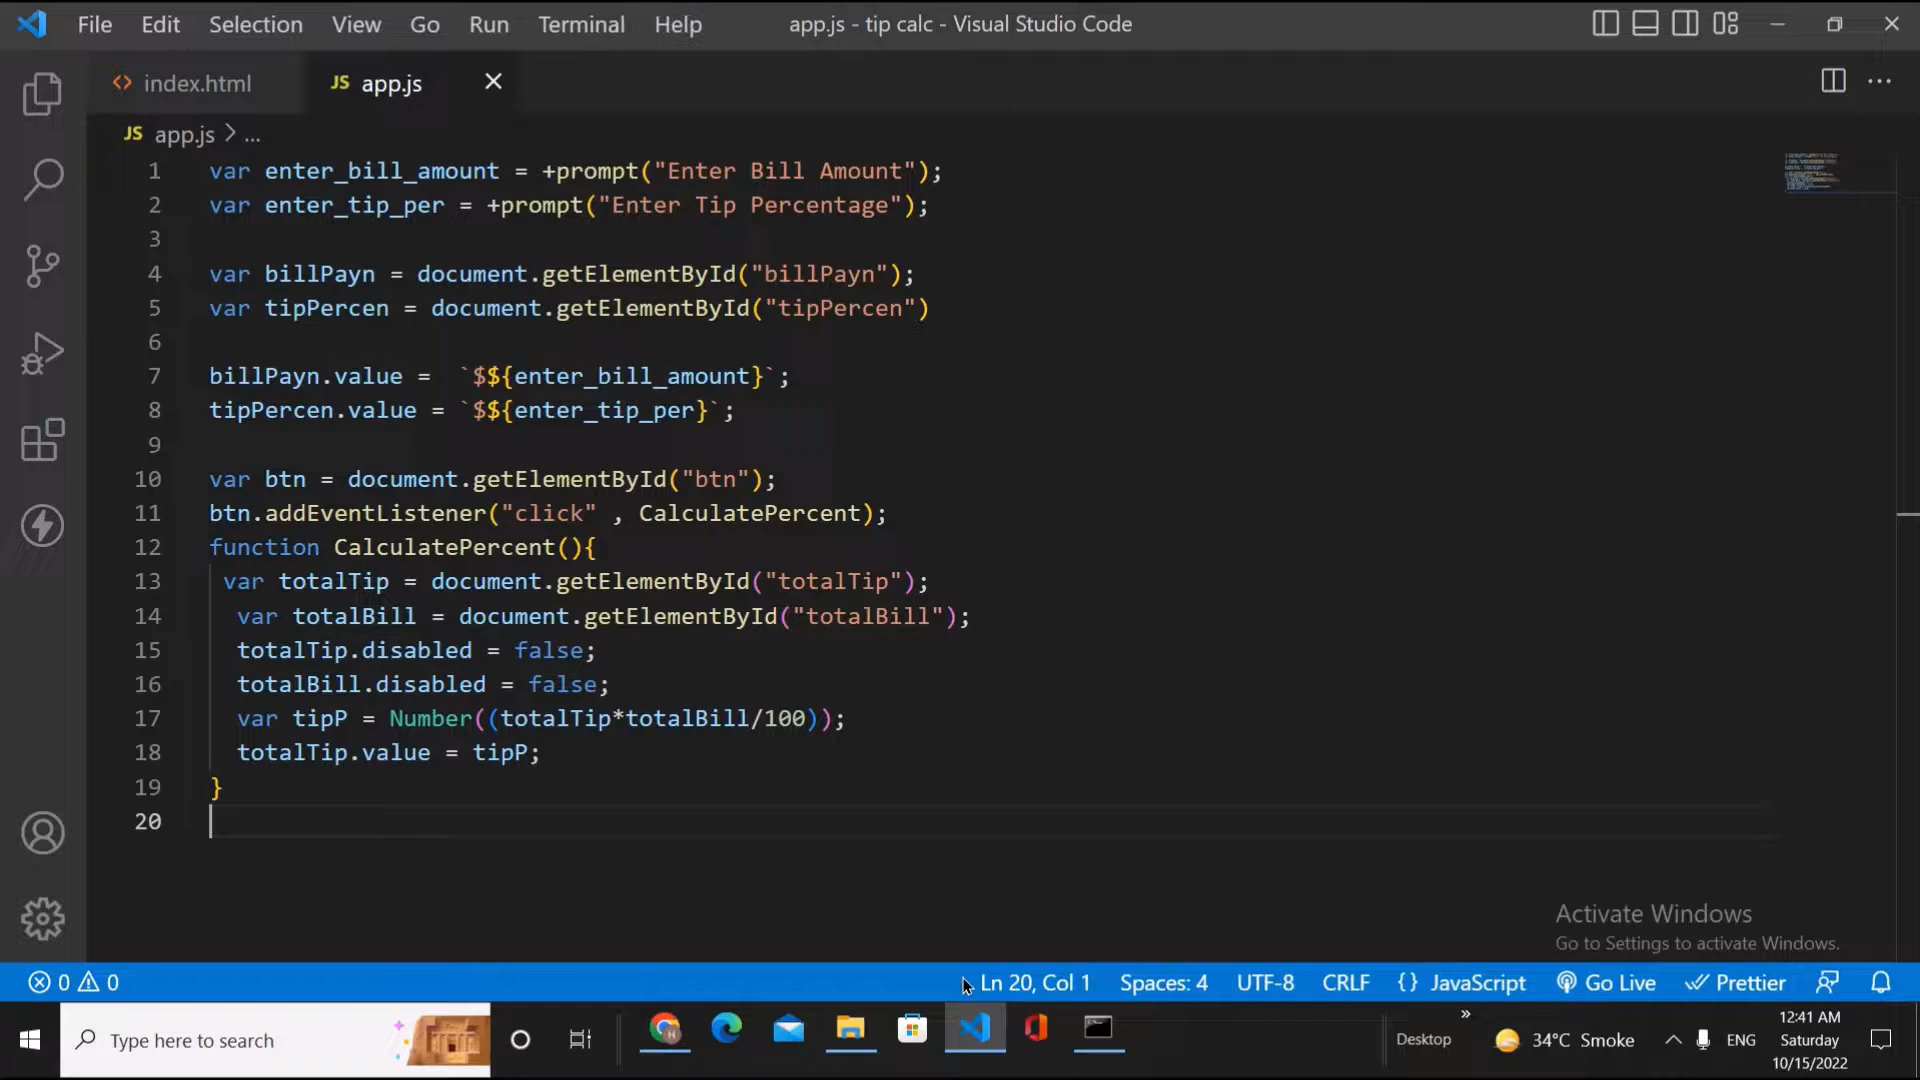 File Edit Selection View Go Run Terminal Help app.js - tip calc - Visual Studio Code
<> index.html JS app.js
JS app.js > ...
1 var enter_bill_amount = +prompt("Enter Bill Amount");
2 var enter_tip_per = +prompt("Enter Tip Percentage");
3
4 var billPayn = document.getElementById("billPayn");
5 var tipPercen = document.getElementById("tipPercen")
6
7 billPayn.value =  `$${enter_bill_amount}`;
8 tipPercen.value = `$${enter_tip_per}`;
9
10 var btn = document.getElementById("btn");
11 btn.addEventListener("click" , CalculatePercent);
12 function CalculatePercent(){
13  var totalTip = document.getElementById("totalTip");
14   var totalBill = document.getElementById("totalBill");
15   totalTip.disabled = false;
16   totalBill.disabled = false;
17   var tipP = Number((totalTip*totalBill/100));
18   totalTip.value = tipP;
19 }
20
Activate Windows
Go to Settings to activate Windows.
0 0 Ln 20, Col 1 Spaces: 4 UTF-8 CRLF {} JavaScript Go Live Prettier
Type here to search Desktop » 34°C Smoke ENG
12:41 AM
Saturday
10/15/2022